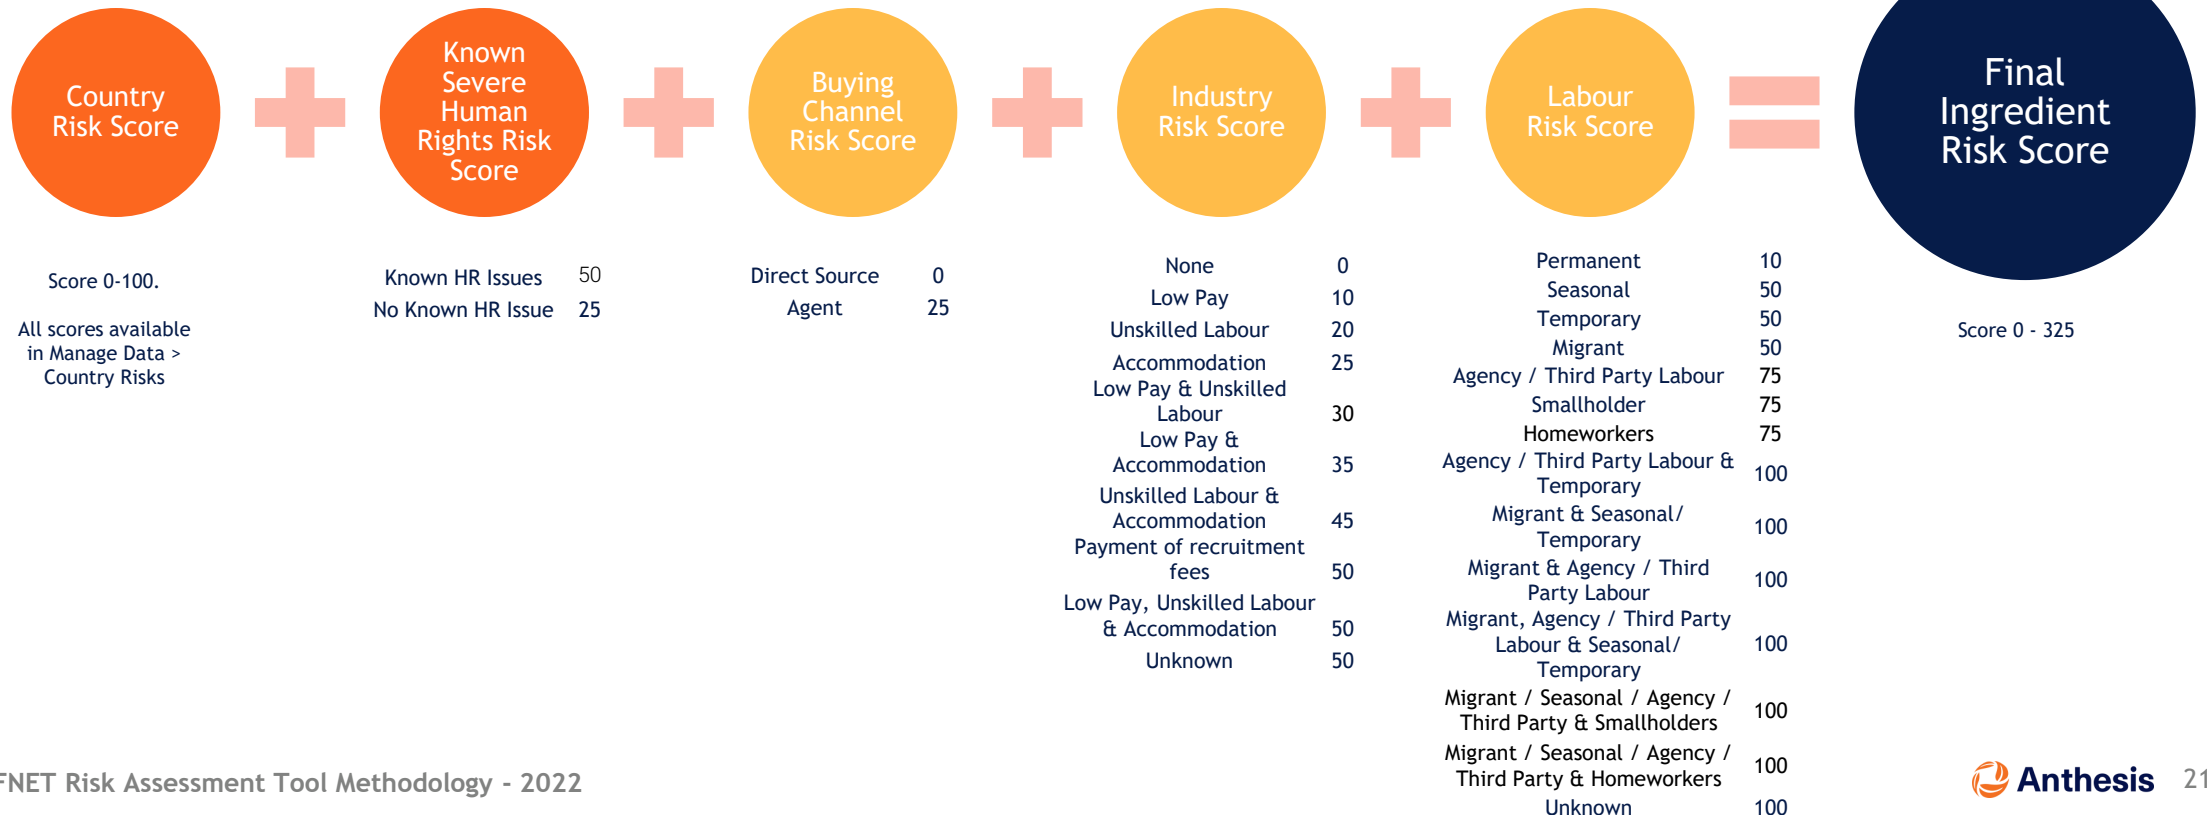 Country
Risk Score
Known
Severe
Human
Rights Risk
Score
Buying
Channel
Risk Score
Industry
Risk Score
Labour
Risk Score
Final
Ingredient
Risk Score
Score 0-100.
All scores available
in Manage Data >
Country Risks
Known HR Issues 50
No Known HR Issue 25
Direct Source 0
Agent 25
None 0
Low Pay 10
Unskilled Labour 20
Accommodation 25
Low Pay & Unskilled
Labour 30
Low Pay &
Accommodation 35
Unskilled Labour &
Accommodation 45
Payment of recruitment
fees 50
Low Pay, Unskilled Labour
& Accommodation 50
Unknown 50
Permanent 10
Seasonal 50
Temporary 50
Migrant 50
Agency / Third Party Labour 75
Smallholder 75
Homeworkers 75
Agency / Third Party Labour &
Temporary 100
Migrant & Seasonal/
Temporary 100
Migrant & Agency / Third
Party Labour 100
Migrant, Agency / Third Party
Labour & Seasonal/
Temporary 100
Migrant / Seasonal / Agency /
Third Party & Smallholders 100
Migrant / Seasonal / Agency /
Third Party & Homeworkers 100
Unknown 100
Score 0 - 325
FNET Risk Assessment Tool Methodology - 2022
Anthesis 21